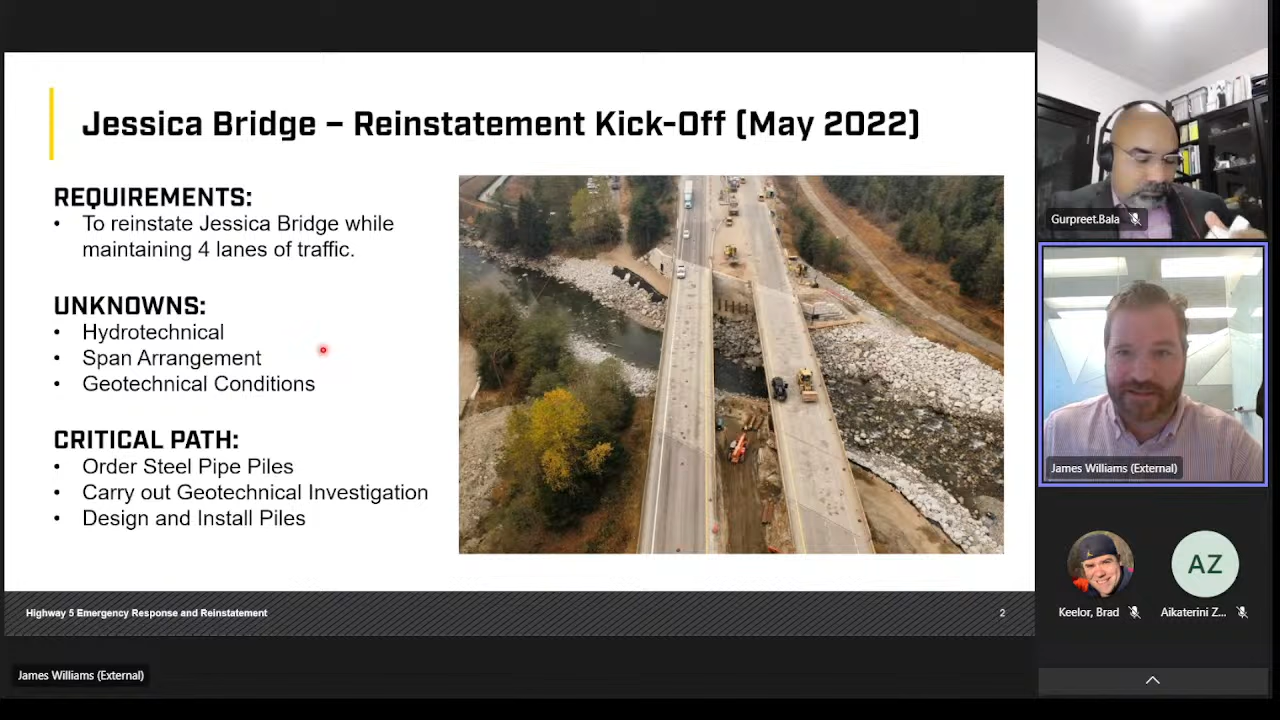 Jessica Bridge – Reinstatement Kick-Off (May 2022)
REQUIREMENTS:
• To reinstate Jessica Bridge while
maintaining 4 lanes of traffic.
UNKNOWNS:
• Hydrotechnical
• Span Arrangement
• Geotechnical Conditions
CRITICAL PATH:
• Order Steel Pipe Piles
• Carry out Geotechnical Investigation
• Design and Install Piles
Highway 5 Emergency Response and Reinstatement
2
James Williams (External)
Gurpreet.Bala
James Williams (External)
AZ
Keelor, Brad
Aikaterini Z...